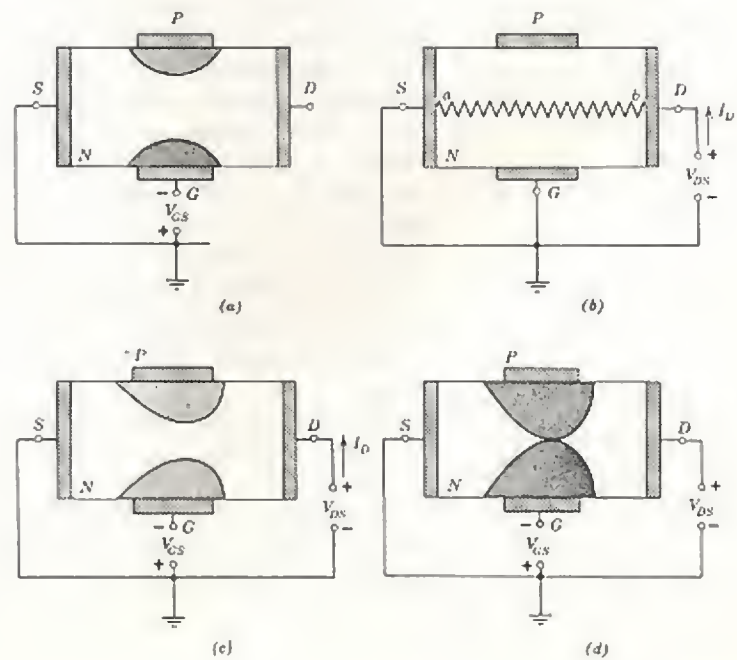 P
S
D
N
G
−
V_GS
+
(a)
P
S
a
b
D
I_D
N
+
G
V_DS
−
(b)
P
S
D
I_D
N
+
− G
V_DS
V_GS
−
+
(c)
P
S
D
N
+
− G
V_DS
V_GS
−
+
(d)